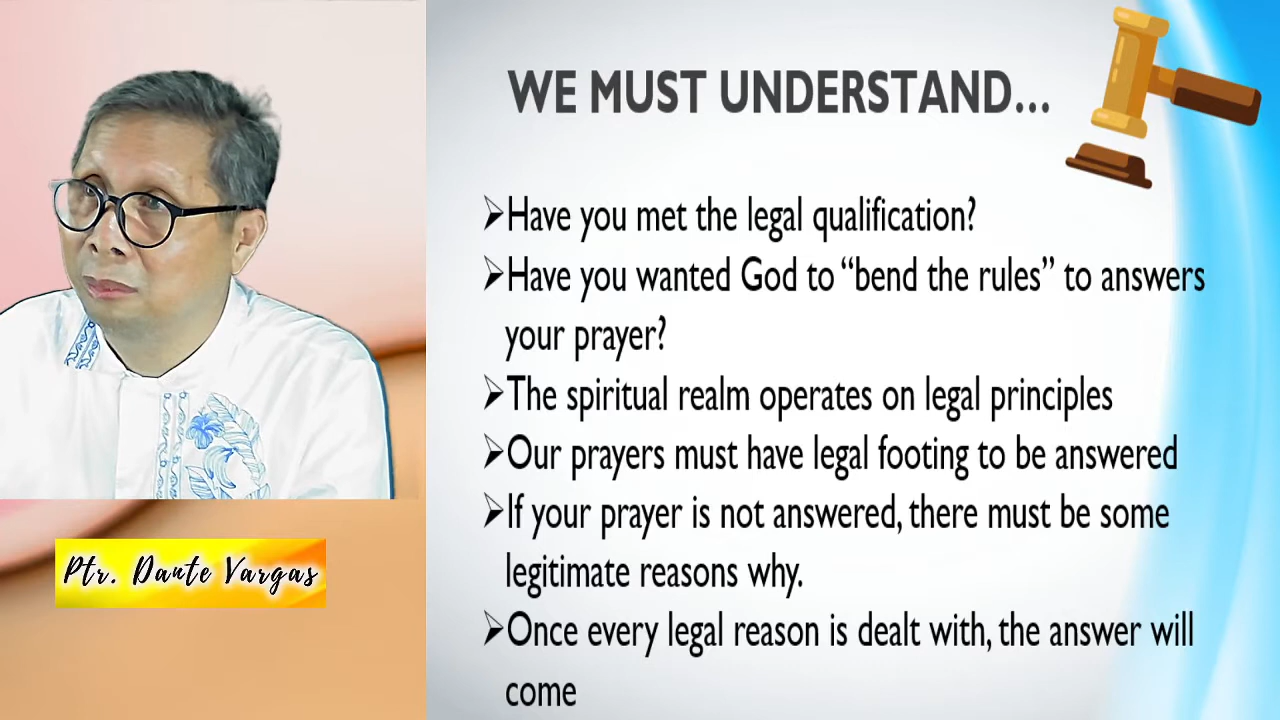 WE MUST UNDERSTAND...
➢Have you met the legal qualification?
➢Have you wanted God to “bend the rules” to answers
your prayer?
➢The spiritual realm operates on legal principles
➢Our prayers must have legal footing to be answered
➢If your prayer is not answered, there must be some
legitimate reasons why.
➢Once every legal reason is dealt with, the answer will
come
Ptr. Dante Vargas